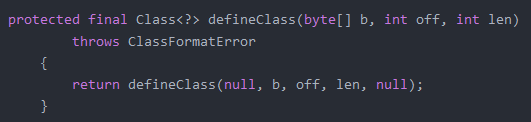 protected final Class<?> defineClass(byte[] b, int off, int len)
        throws ClassFormatError
    {
        return defineClass(null, b, off, len, null);
    }